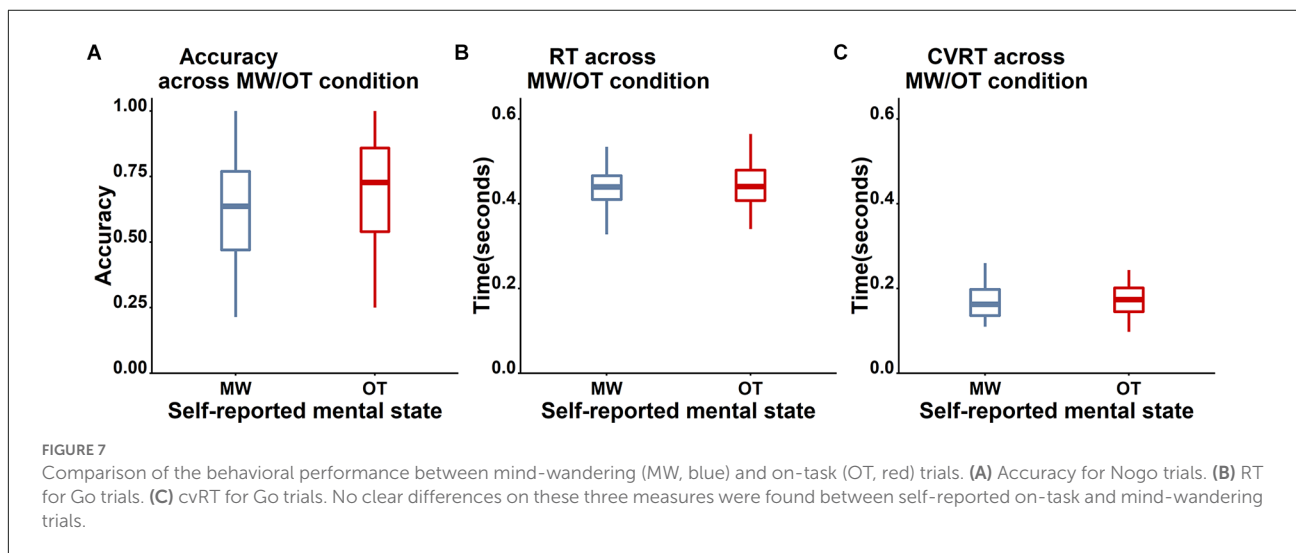 A
Accuracy
across MW/OT condition
1.00
0.75
0.50
0.25
0.00
Accuracy
MW
OT
Self-reported mental state
B
RT across
MW/OT condition
0.6
0.4
0.2
0.0
Time(seconds)
MW
OT
Self-reported mental state
C
CVRT across
MW/OT condition
0.6
0.4
0.2
0.0
Time(seconds)
MW
OT
Self-reported mental state
FIGURE 7
Comparison of the behavioral performance between mind-wandering (MW, blue) and on-task (OT, red) trials. (A) Accuracy for Nogo trials. (B) RT
for Go trials. (C) cvRT for Go trials. No clear differences on these three measures were found between self-reported on-task and mind-wandering
trials.